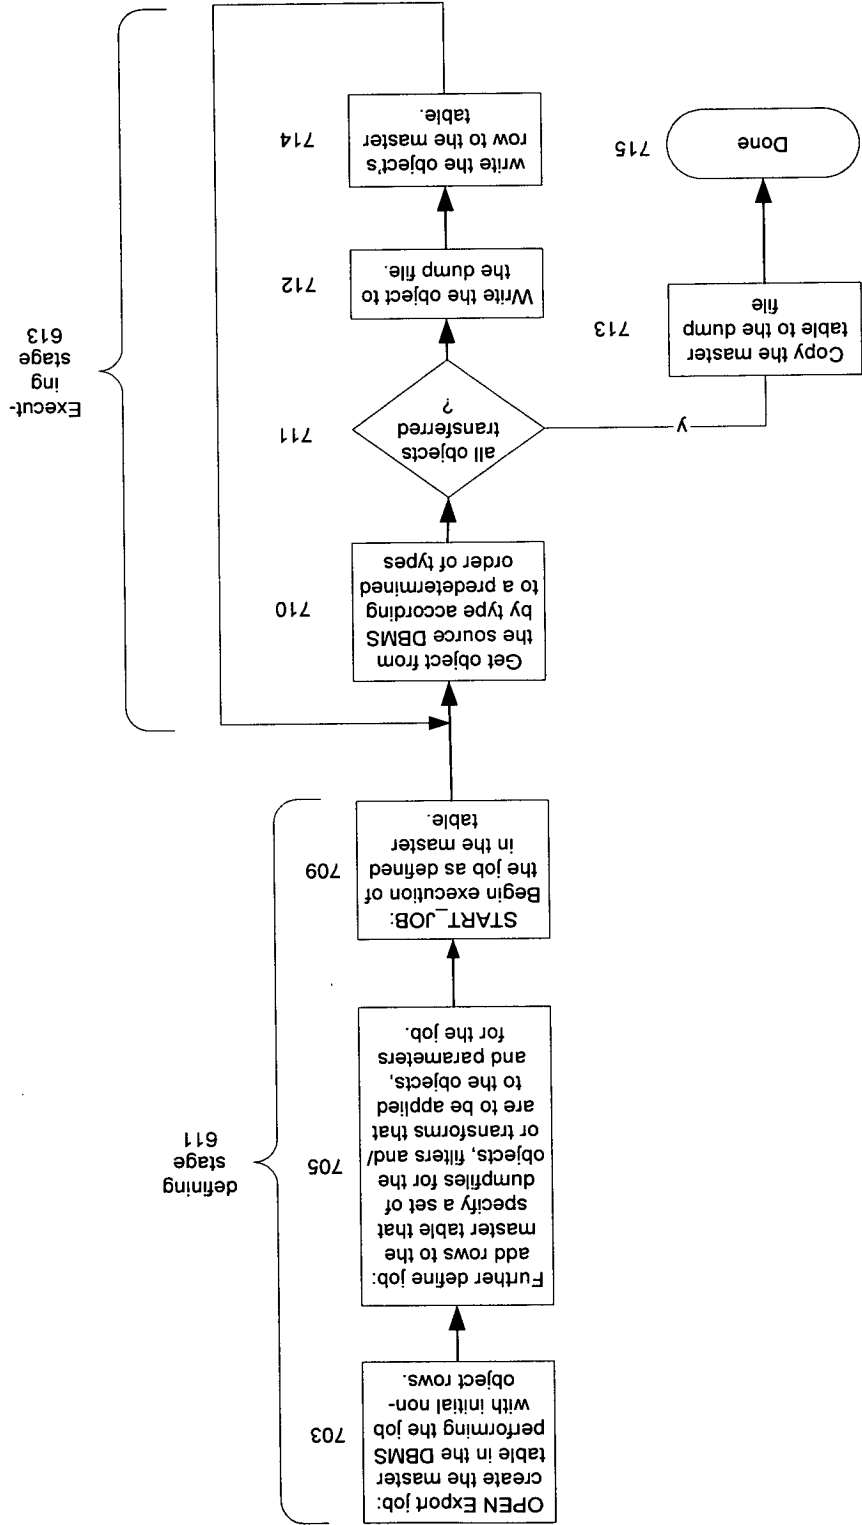 OPEN Export job:
create the master
table in the DBMS
performing the job
with initial non-
object rows.
703
Further define job:
add rows to the
master table that
specify a set of
dumpfiles for the
objects, filters and/
or transforms that
are to be applied
to the objects,
and parameters
for the job.
705
defining
stage
611
START_JOB:
Begin execution of
the job as defined
in the master
table.
709
Get object from
the source DBMS
by type according
to a predetermined
order of types
710
all objects
transferred
?
711
y
Execut-
ing
stage
613
Copy the master
table to the dump
file
713
Write the object to
the dump file.
712
write the object's
row to the master
table.
714
Done
715